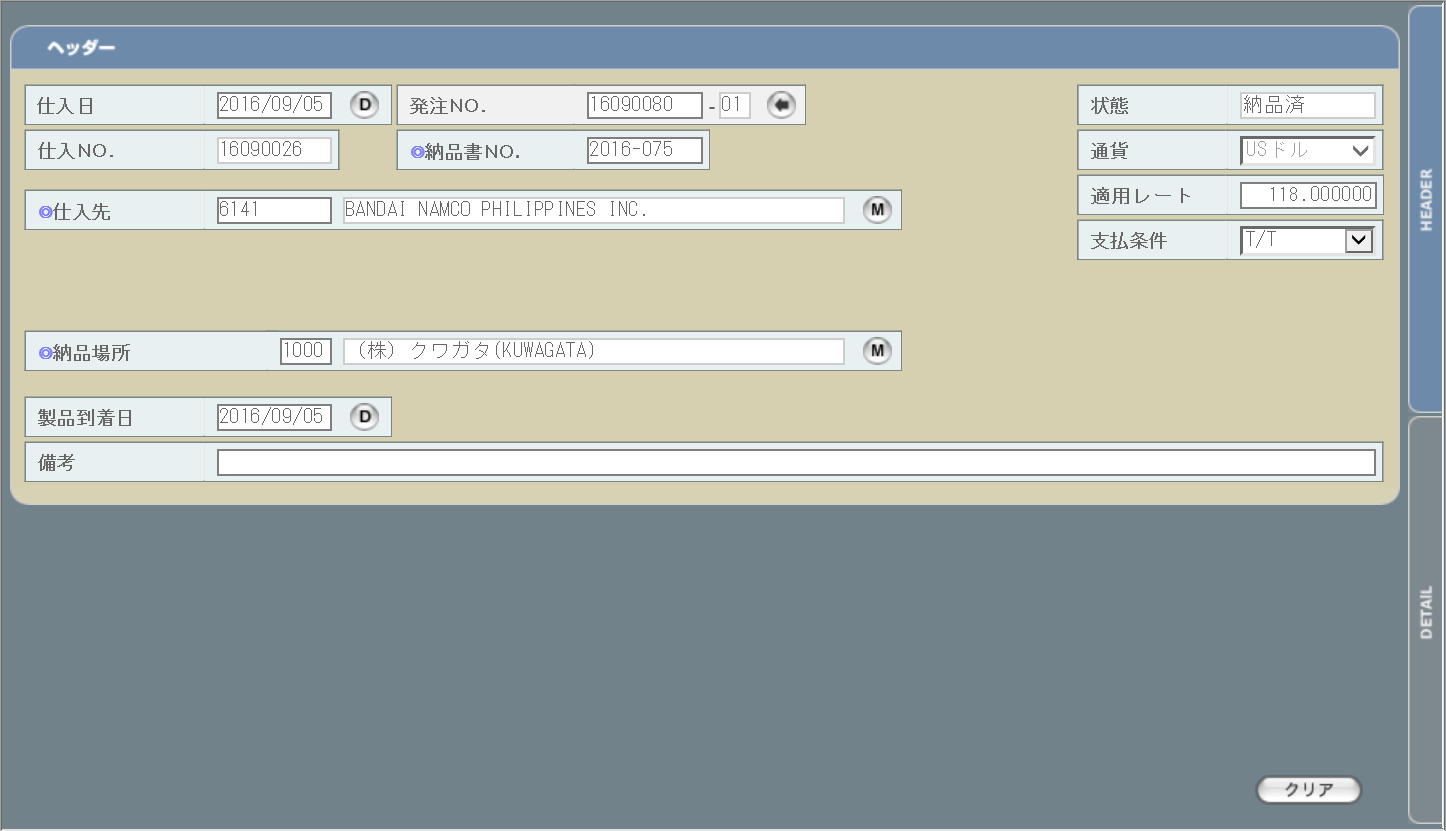 ヘッダー
仕入日 2016/09/05 D 発注NO. 16090080 - 01 状態 納品済
仕入NO. 16090026 ◎納品書NO. 2016-075 通貨 USドル
適用レート 118.000000
◎仕入先 6141 BANDAI NAMCO PHILIPPINES INC. M
支払条件 T/T
◎納品場所 1000 (株) クワガタ(KUWAGATA) M
製品到着日 2016/09/05 D
備考
クリア
HEADER
DETAIL